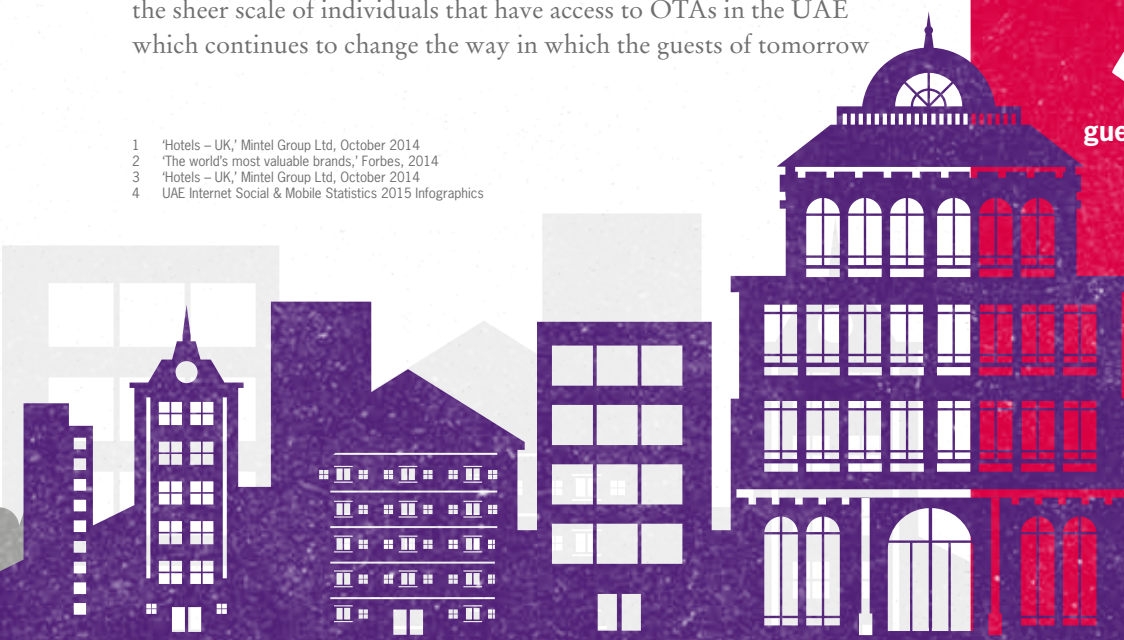 the sheer scale of individuals that have access to OTAs in the UAE
which continues to change the way in which the guests of tomorrow
1 ‘Hotels – UK,’ Mintel Group Ltd, October 2014
2 ‘The world’s most valuable brands,’ Forbes, 2014
3 ‘Hotels – UK,’ Mintel Group Ltd, October 2014
4 UAE Internet Social & Mobile Statistics 2015 Infographics